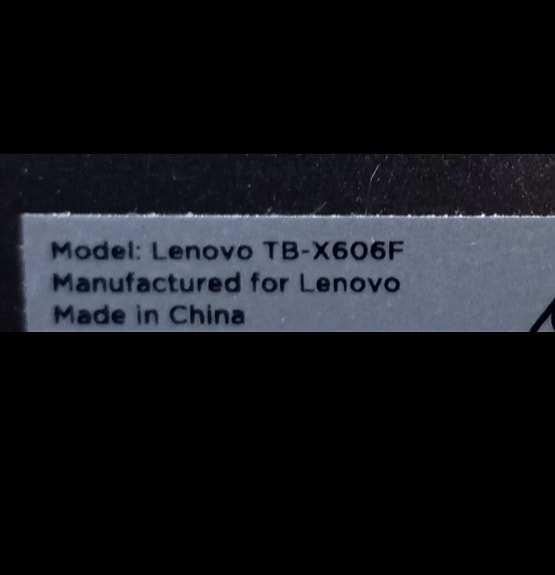 Model: Lenovo TB-X606F
Manufactured for Lenovo
Made in China